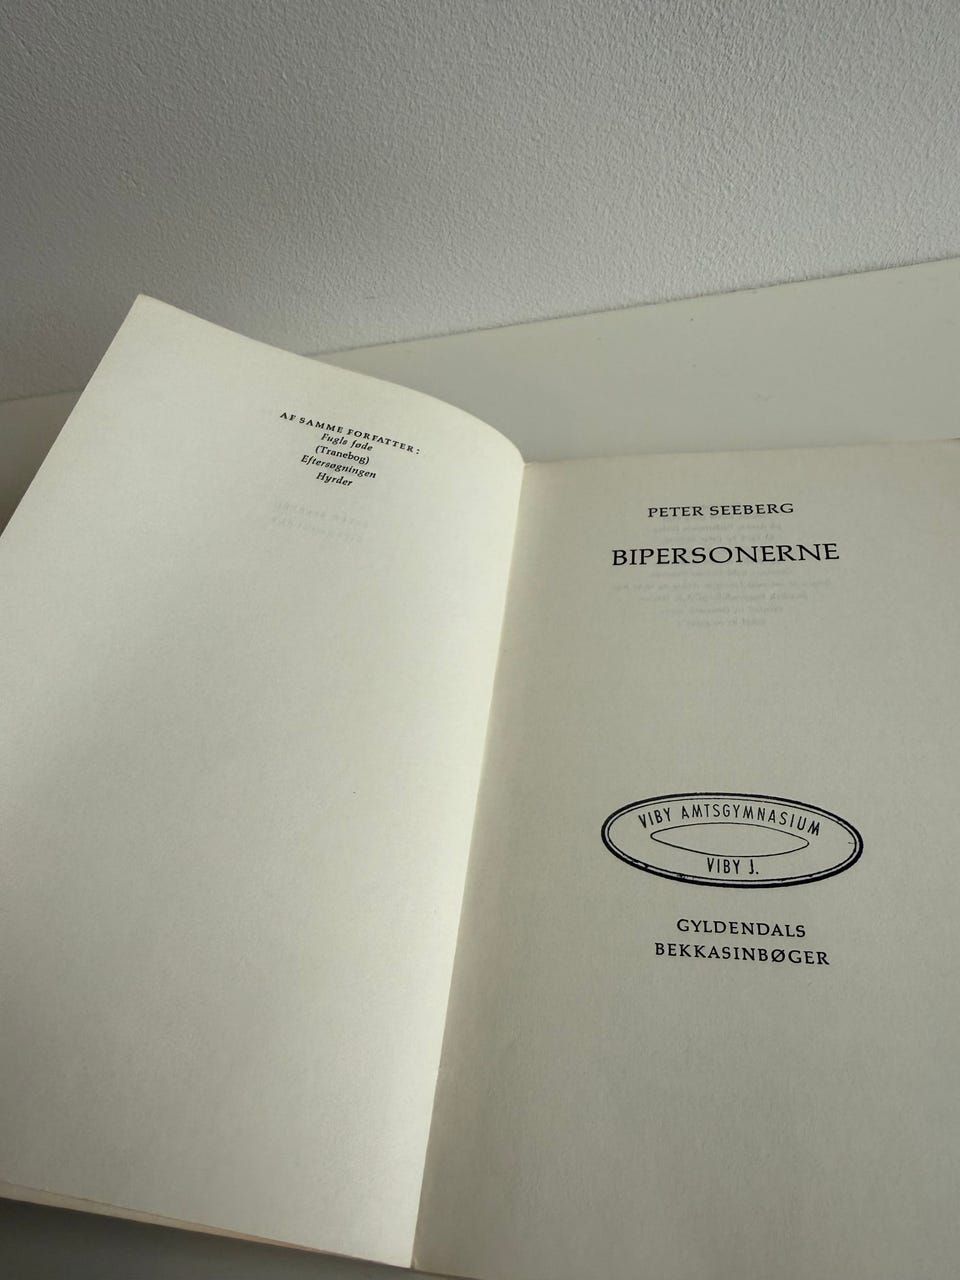 AF SAMME FORFATTER:
Fugls føde
(Tranebog)
Eftersøgningen
Hyrder
PETER SEEBERG
BIPERSONERNE
VIBY AMTSGYMNASIUM
VIBY J.
GYLDENDALS
BEKKASINBØGER